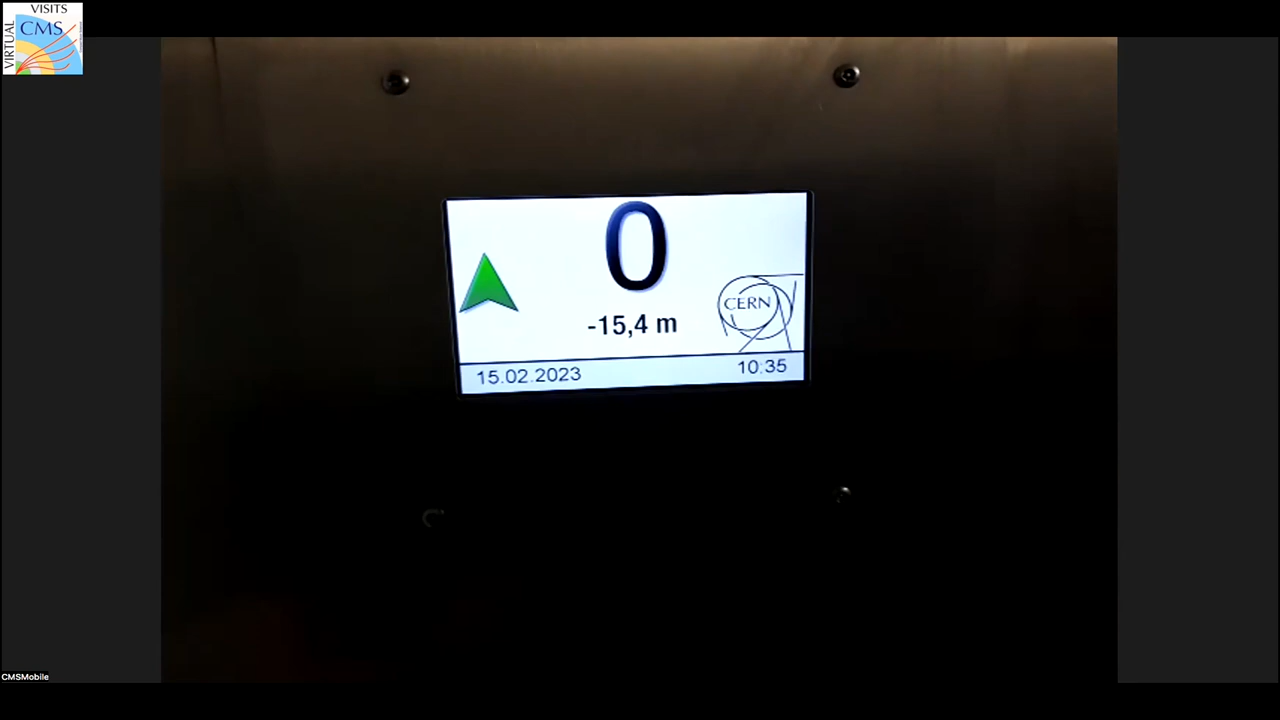 VISITS
CMS
VIRTUAL
0
-15,4 m
CERN
15.02.2023
10:35
CMSMobile